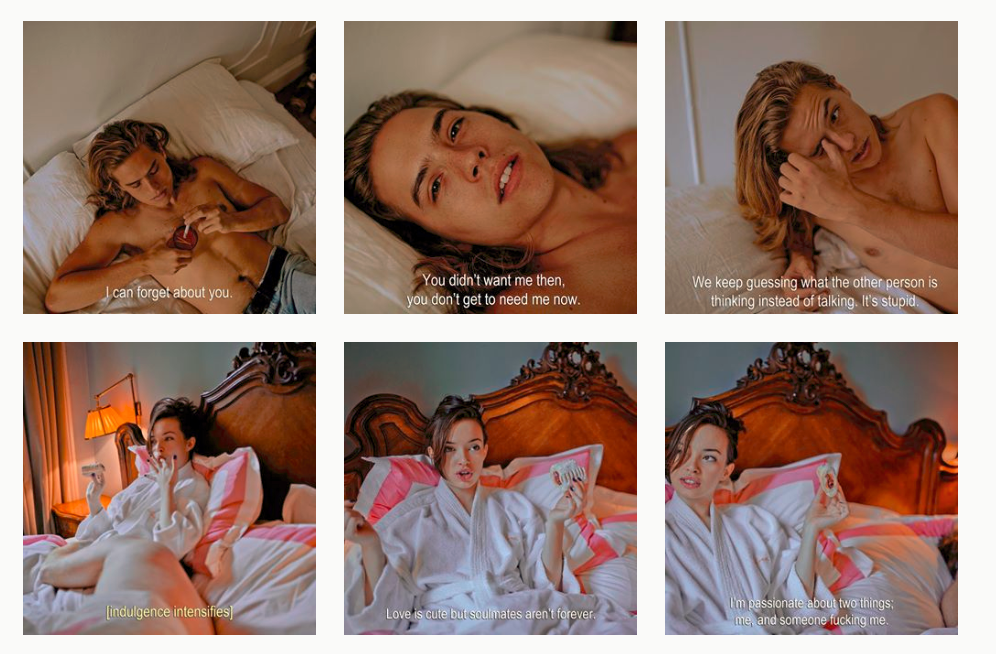 I can forget about you.
You didn't want me then,
you don't get to need me now.
We keep guessing what the other person is
thinking instead of talking. It's stupid.
[indulgence intensifies]
Love is cute but soulmates aren't forever.
I'm passionate about two things;
me, and someone fucking me.